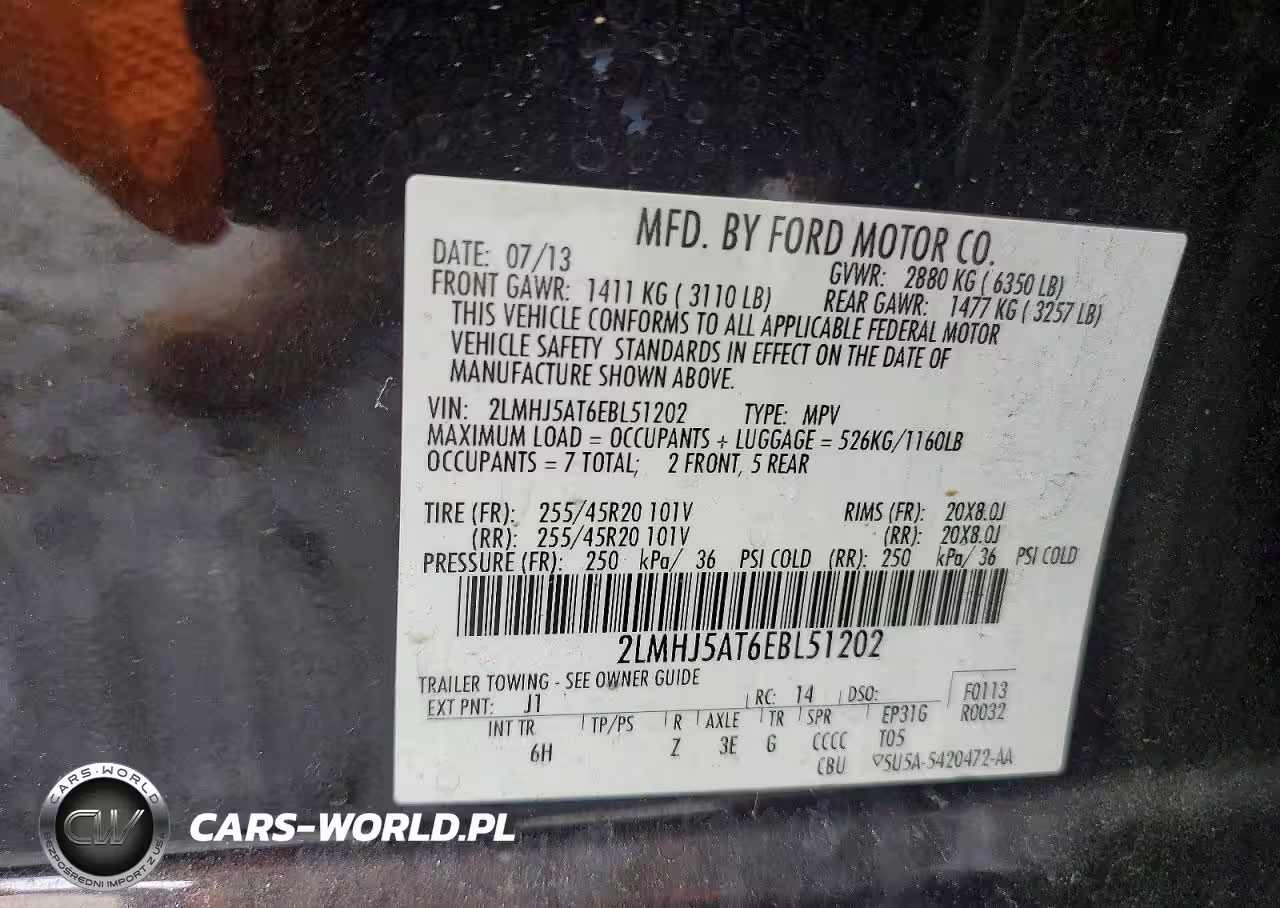 MFD. BY FORD MOTOR CO.
DATE: 07/13 GVWR: 2880 KG ( 6350 LB)
FRONT GAWR: 1411 KG ( 3110 LB) REAR GAWR: 1477 KG ( 3257 LB)
THIS VEHICLE CONFORMS TO ALL APPLICABLE FEDERAL MOTOR
VEHICLE SAFETY STANDARDS IN EFFECT ON THE DATE OF
MANUFACTURE SHOWN ABOVE.
VIN: 2LMHJ5AT6EBL51202 TYPE: MPV
MAXIMUM LOAD = OCCUPANTS + LUGGAGE = 526KG/1160LB
OCCUPANTS = 7 TOTAL; 2 FRONT, 5 REAR
TIRE (FR): 255/45R20 101V RIMS (FR): 20X8.0J
(RR): 255/45R20 101V (RR): 20X8.0J
PRESSURE (FR): 250 kPa/ 36 PSI COLD (RR): 250 kPa/ 36 PSI COLD
2LMHJ5AT6EBL51202
TRAILER TOWING - SEE OWNER GUIDE
EXT PNT: J1 RC: 14 DSO: F0113
INT TR TP/PS R AXLE TR SPR EP31G R0032
6H Z 3E G CCCC T05
CBU ▽5U5A-5420472-AA
CARS-WORLD
CW
BEZPOŚREDNI IMPORT Z USA
CARS-WORLD.PL